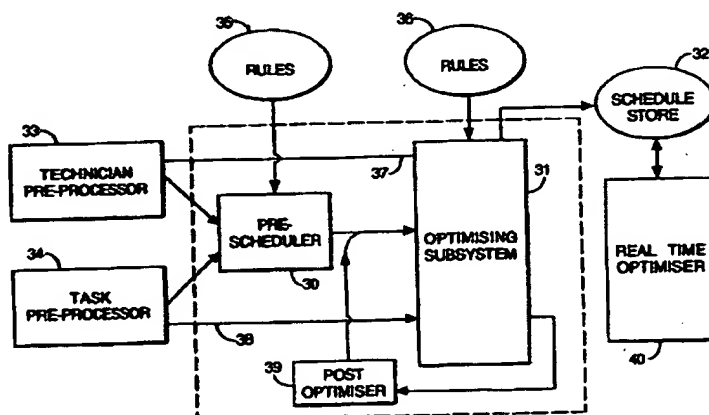 35
RULES
36
RULES
32
SCHEDULE
STORE
33
TECHNICIAN
PRE-PROCESSOR
37
31
PRE-
SCHEDULER
30
OPTIMISING
SUBSYSTEM
REAL TIME
OPTIMISER
40
34
TASK
PRE-PROCESSOR
38
39
POST
OPTIMISER